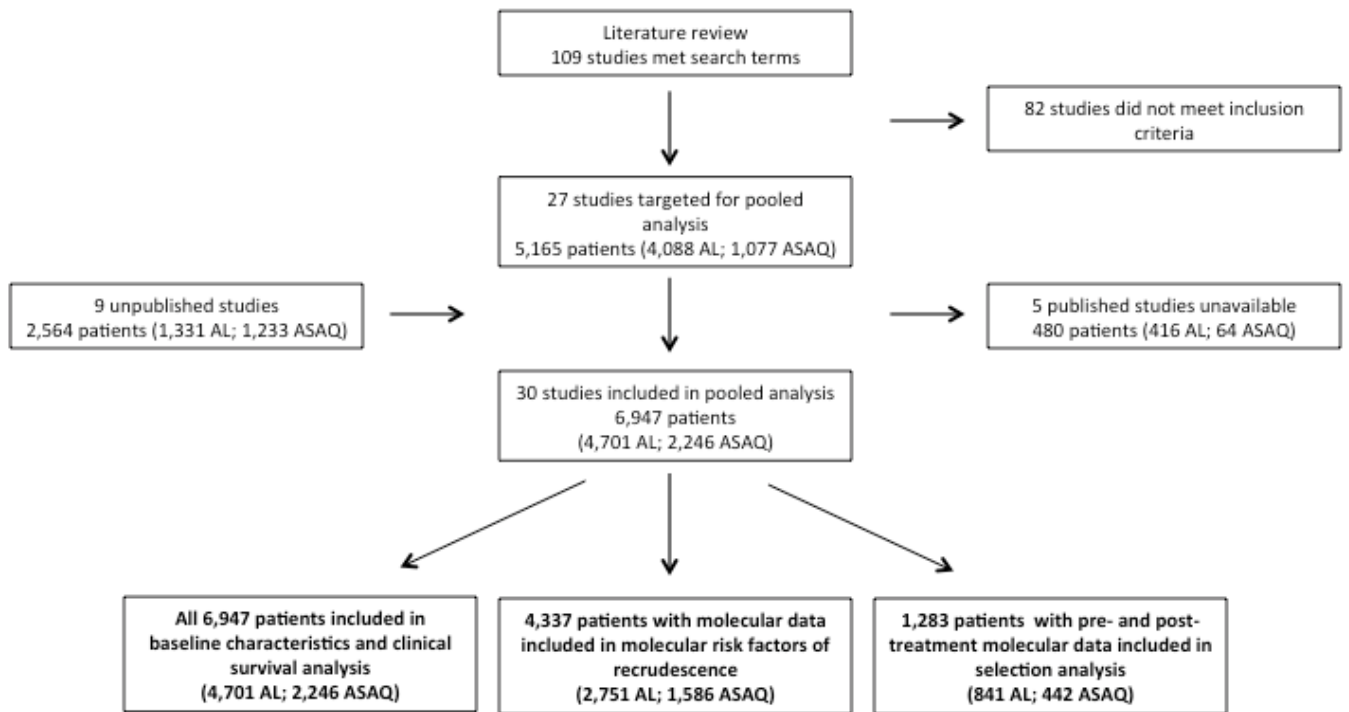 Literature review
109 studies met search terms
82 studies did not meet inclusion
criteria
27 studies targeted for pooled
analysis
5,165 patients (4,088 AL; 1,077 ASAQ)
9 unpublished studies
2,564 patients (1,331 AL; 1,233 ASAQ)
5 published studies unavailable
480 patients (416 AL; 64 ASAQ)
30 studies included in pooled analysis
6,947 patients
(4,701 AL; 2,246 ASAQ)
All 6,947 patients included in
baseline characteristics and clinical
survival analysis
(4,701 AL; 2,246 ASAQ)
4,337 patients with molecular data
included in molecular risk factors of
recrudescence
(2,751 AL; 1,586 ASAQ)
1,283 patients with pre- and post-
treatment molecular data included in
selection analysis
(841 AL; 442 ASAQ)